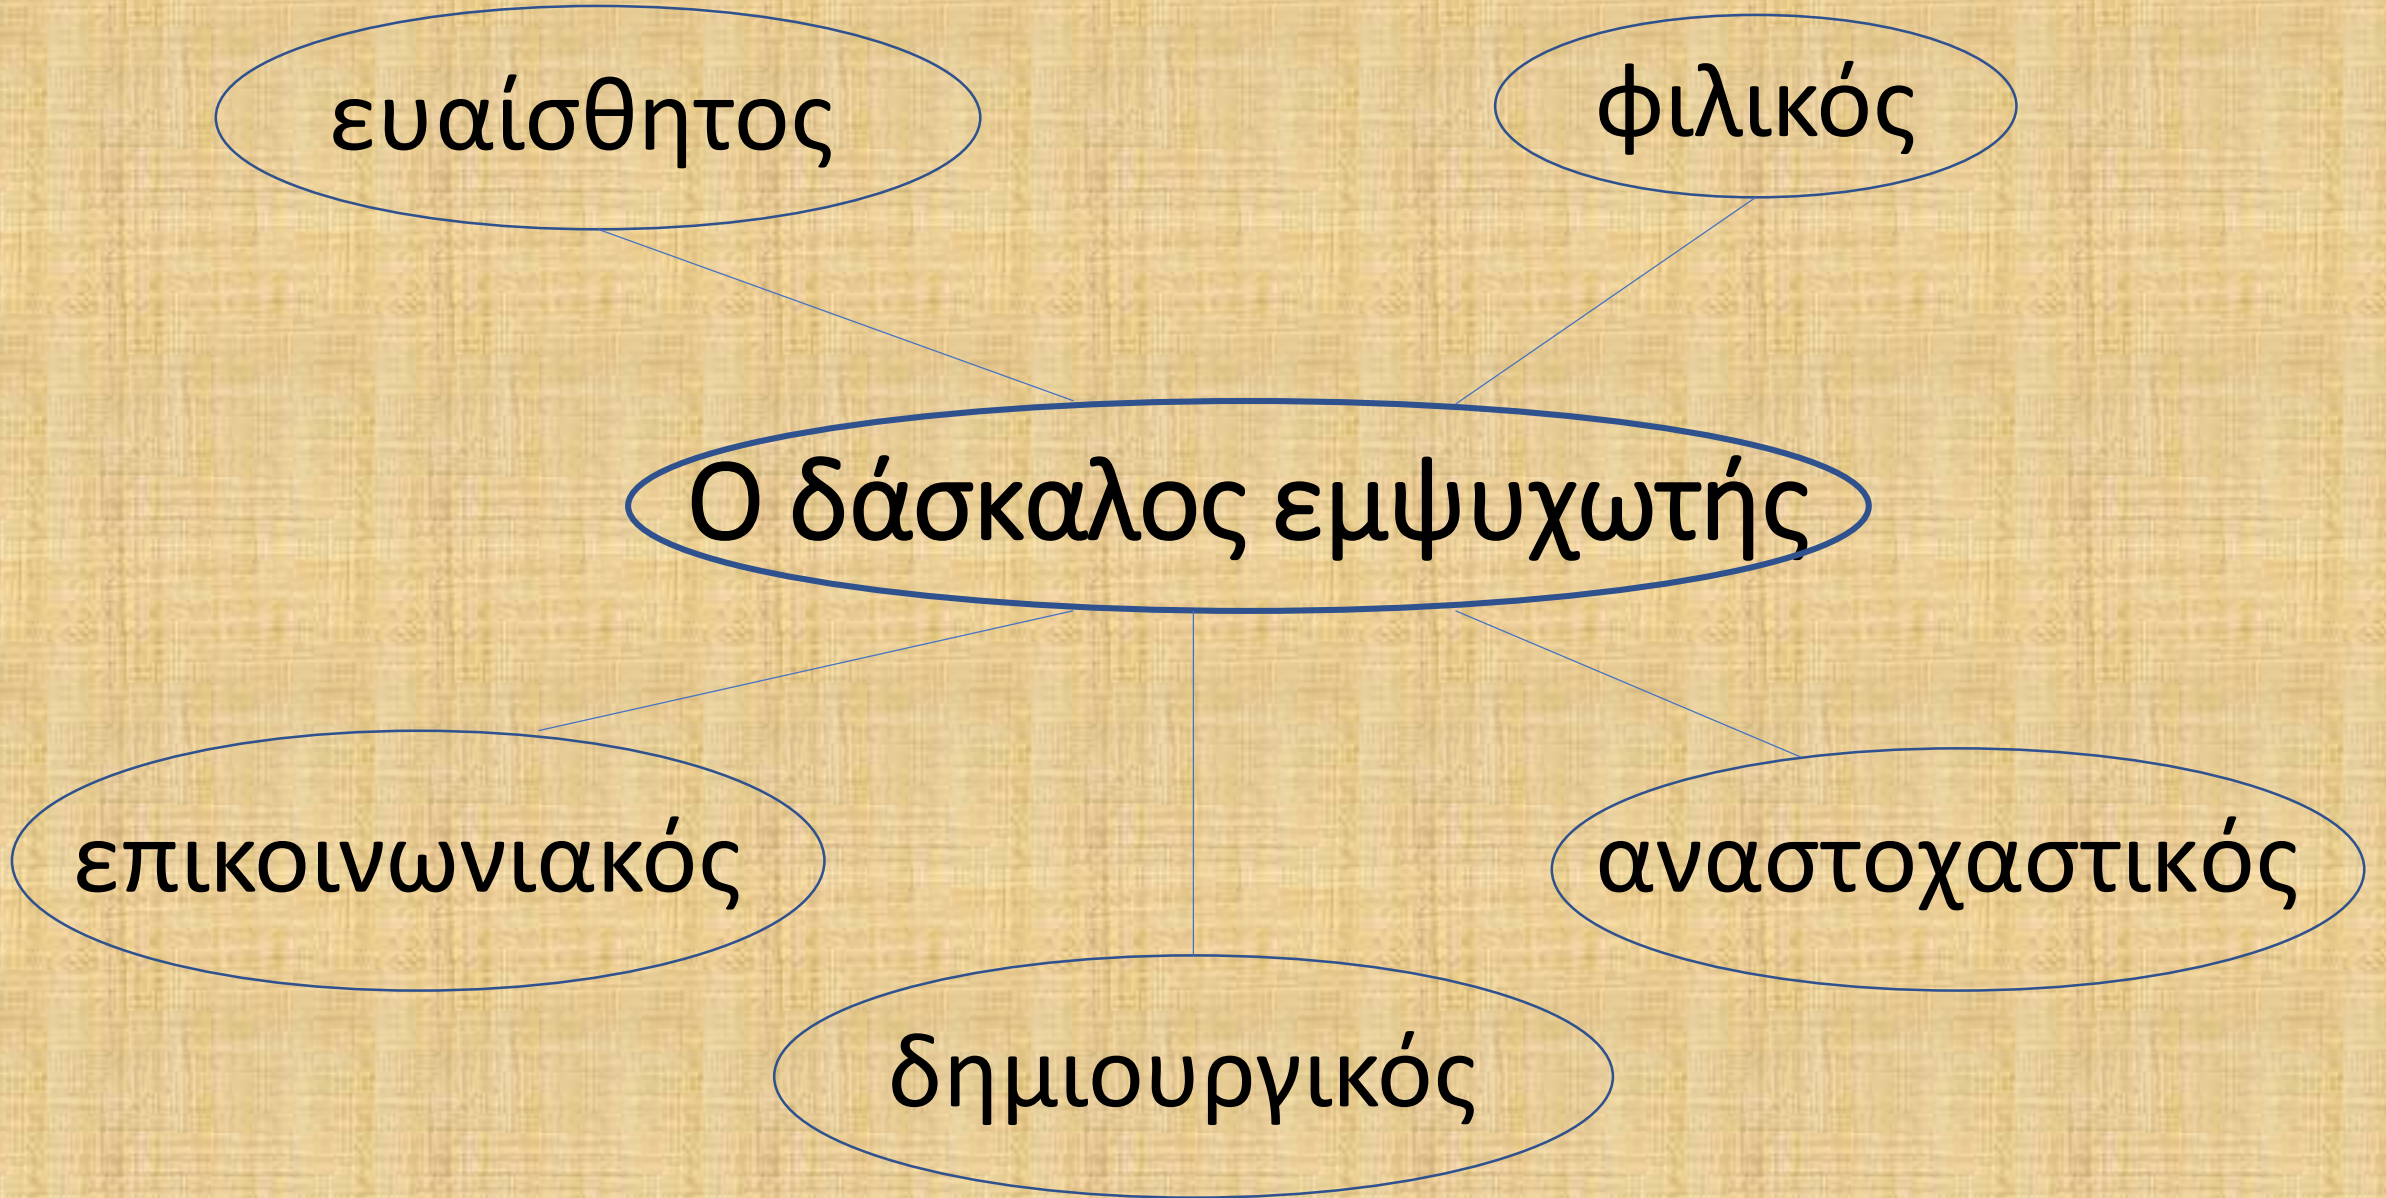 ευαίσθητος
φιλικός
Ο δάσκαλος εμψυχωτής
επικοινωνιακός
αναστοχαστικός
δημιουργικός